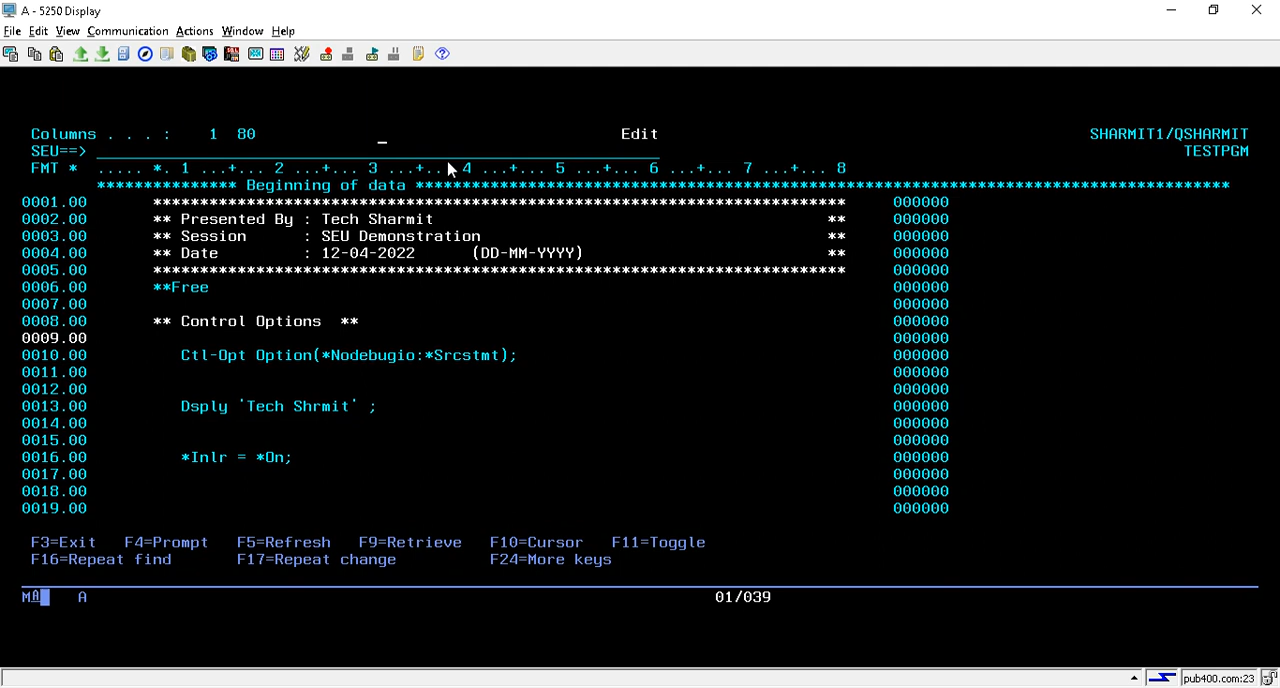 A - 5250 Display
File Edit View Communication Actions Window Help
Columns . . . :    1  80                                       Edit                                              SHARMIT1/QSHARMIT
SEU==>                                                                                                                    TESTPGM
FMT *  ..... *. 1 ...+... 2 ...+... 3 ...+... 4 ...+... 5 ...+... 6 ...+... 7 ...+... 8
*************** Beginning of data ***************************************************************************************
0001.00       **************************************************************************     000000
0002.00       ** Presented By : Tech Sharmit                                          **     000000
0003.00       ** Session      : SEU Demonstration                                     **     000000
0004.00       ** Date         : 12-04-2022      (DD-MM-YYYY)                          **     000000
0005.00       **************************************************************************     000000
0006.00       **Free     000000
0007.00     000000
0008.00       ** Control Options  **     000000
0009.00     000000
0010.00          Ctl-Opt Option(*Nodebugio:*Srcstmt);     000000
0011.00     000000
0012.00     000000
0013.00          Dsply 'Tech Shrmit' ;     000000
0014.00     000000
0015.00     000000
0016.00          *Inlr = *On;     000000
0017.00     000000
0018.00     000000
0019.00     000000
F3=Exit   F4=Prompt   F5=Refresh   F9=Retrieve   F10=Cursor   F11=Toggle
F16=Repeat find       F17=Repeat change          F24=More keys
MA    A    01/039
pub400.com:23